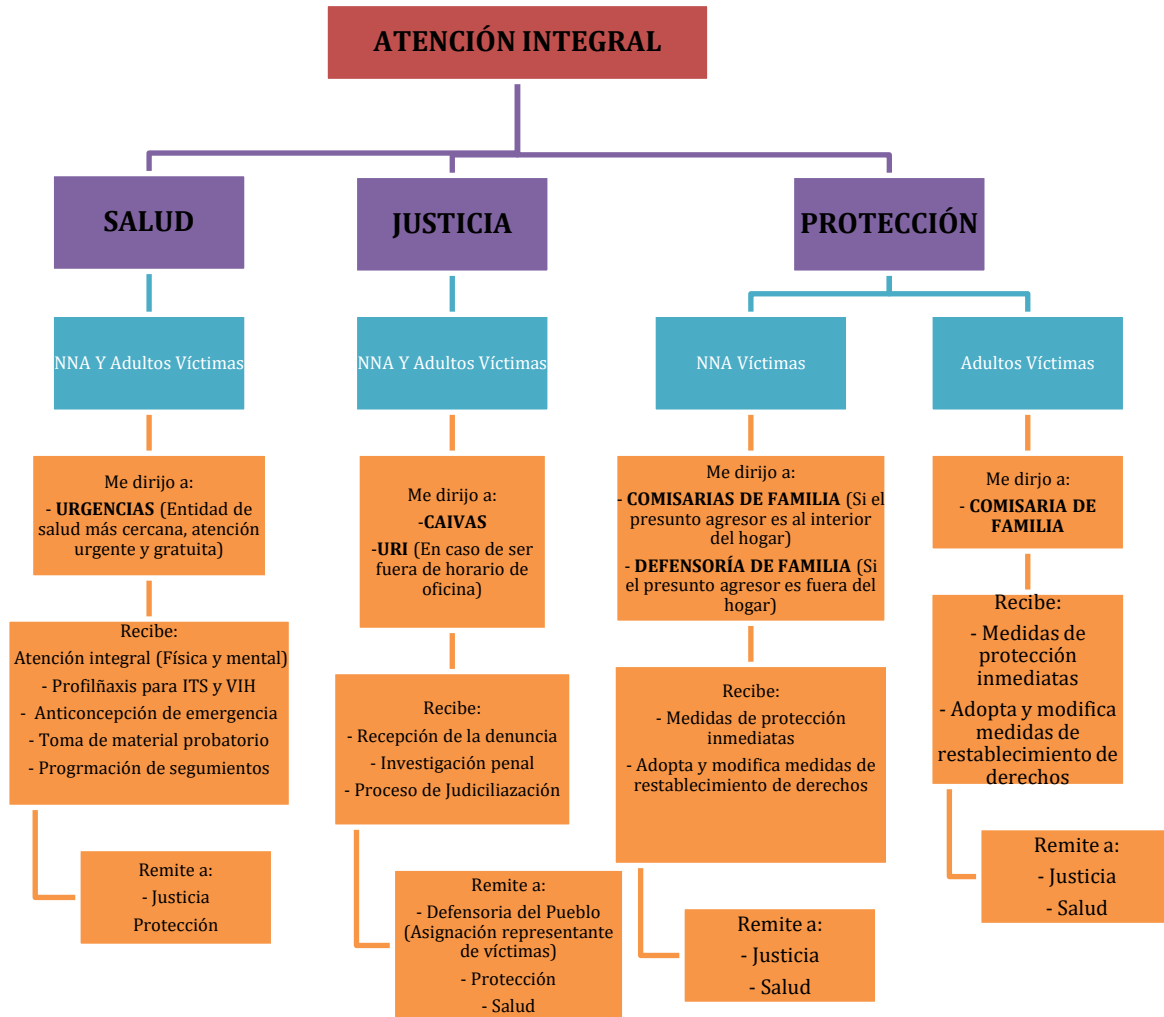 ATENCIÓN INTEGRAL
SALUD
JUSTICIA
PROTECCIÓN
NNA Y Adultos Víctimas
NNA Y Adultos Víctimas
NNA Víctimas
Adultos Víctimas
Me dirijo a:
- URGENCIAS (Entidad de
salud más cercana, atención
urgente y gratuita)
Me dirijo a:
-CAIVAS
-URI (En caso de ser
fuera de horario de
oficina)
Me dirijo a:
- COMISARIAS DE FAMILIA (Si el
presunto agresor es al interior
del hogar)
- DEFENSORÍA DE FAMILIA (Si
el presunto agresor es fuera del
hogar)
Me dirjo a:
- COMISARIA DE
FAMILIA
Recibe:
Atención integral (Física y mental)
- Profilñaxis para ITS y VIH
- Anticoncepción de emergencia
- Toma de material probatorio
- Progrmación de segumientos
Recibe:
- Recepción de la denuncia
- Investigación penal
- Proceso de Judiciliazación
Recibe:
- Medidas de protección
inmediatas
- Adopta y modifica medidas de
restablecimiento de derechos
Recibe:
- Medidas de
protección
inmediatas
- Adopta y modifica
medidas de
restablecimiento de
derechos
Remite a:
- Justicia
Protección
Remite a:
- Defensoria del Pueblo
(Asignación representante
de víctimas)
- Protección
- Salud
Remite a:
- Justicia
- Salud
Remite a:
- Justicia
- Salud